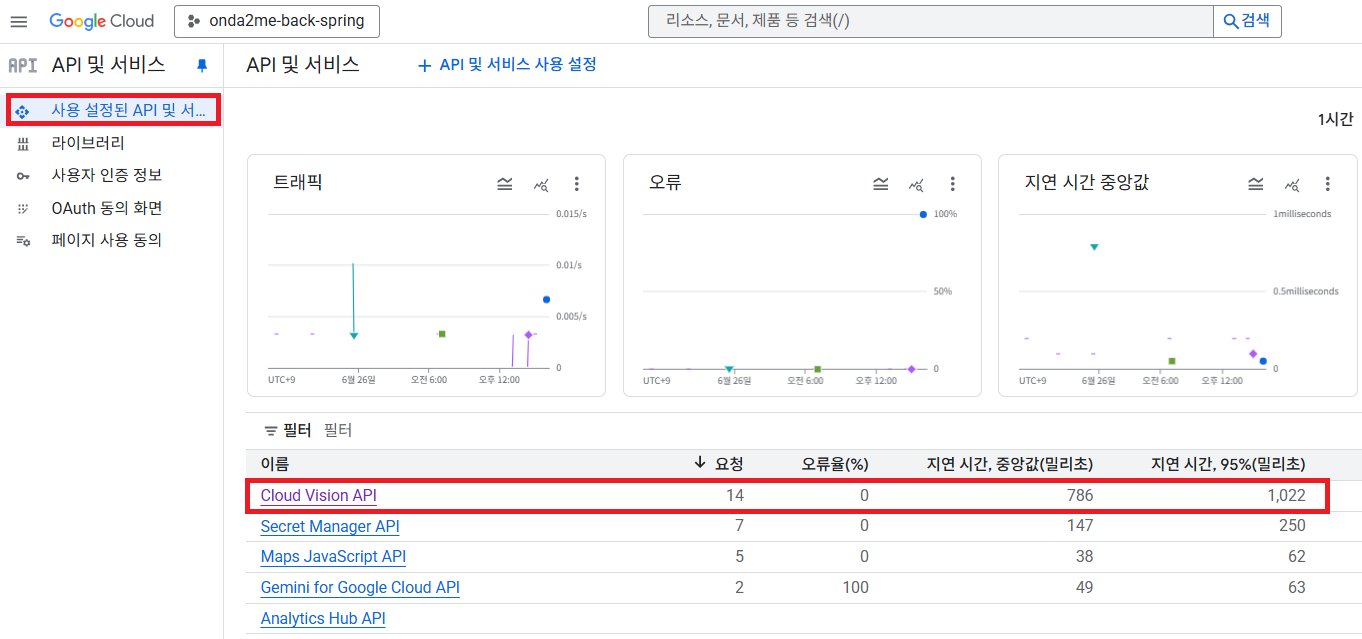 Google Cloud onda2me-back-spring 리소스, 문서, 제품 등 검색(/) 검색
API API 및 서비스 API 및 서비스 + API 및 서비스 사용 설정
사용 설정된 API 및 서...
라이브러리
사용자 인증 정보
OAuth 동의 화면
페이지 사용 동의
1시간
트래픽
0.015/s
0.01/s
0.005/s
0
UTC+9 6월 26일 오전 6:00 오후 12:00
오류
100%
50%
0
UTC+9 6월 26일 오전 6:00 오후 12:00
지연 시간 중앙값
1milliseconds
0.5milliseconds
0
UTC+9 6월 26일 오전 6:00 오후 12:00
필터 필터
이름 요청 오류율(%) 지연 시간, 중앙값(밀리초) 지연 시간, 95%(밀리초)
Cloud Vision API 14 0 786 1,022
Secret Manager API 7 0 147 250
Maps JavaScript API 5 0 38 62
Gemini for Google Cloud API 2 100 49 63
Analytics Hub API